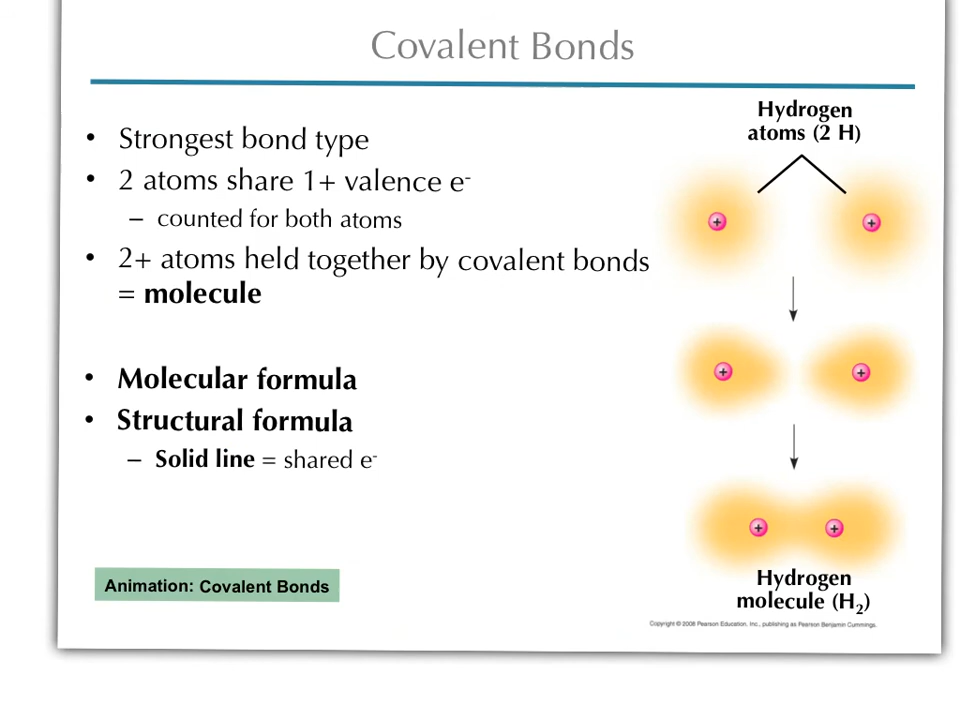 Covalent Bonds
• Strongest bond type
• 2 atoms share 1+ valence e-
– counted for both atoms
• 2+ atoms held together by covalent bonds
= molecule
• Molecular formula
• Structural formula
– Solid line = shared e-
Animation: Covalent Bonds
Hydrogen
atoms (2 H)
+ +
+ +
+ +
Hydrogen
molecule (H₂)
Copyright © 2008 Pearson Education, Inc., publishing as Pearson Benjamin Cummings.